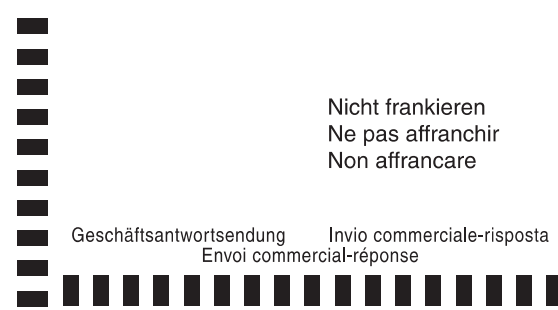 Nicht frankieren
Ne pas affranchir
Non affrancare
Geschäftsantwortsendung Invio commerciale-risposta
Envoi commercial-réponse